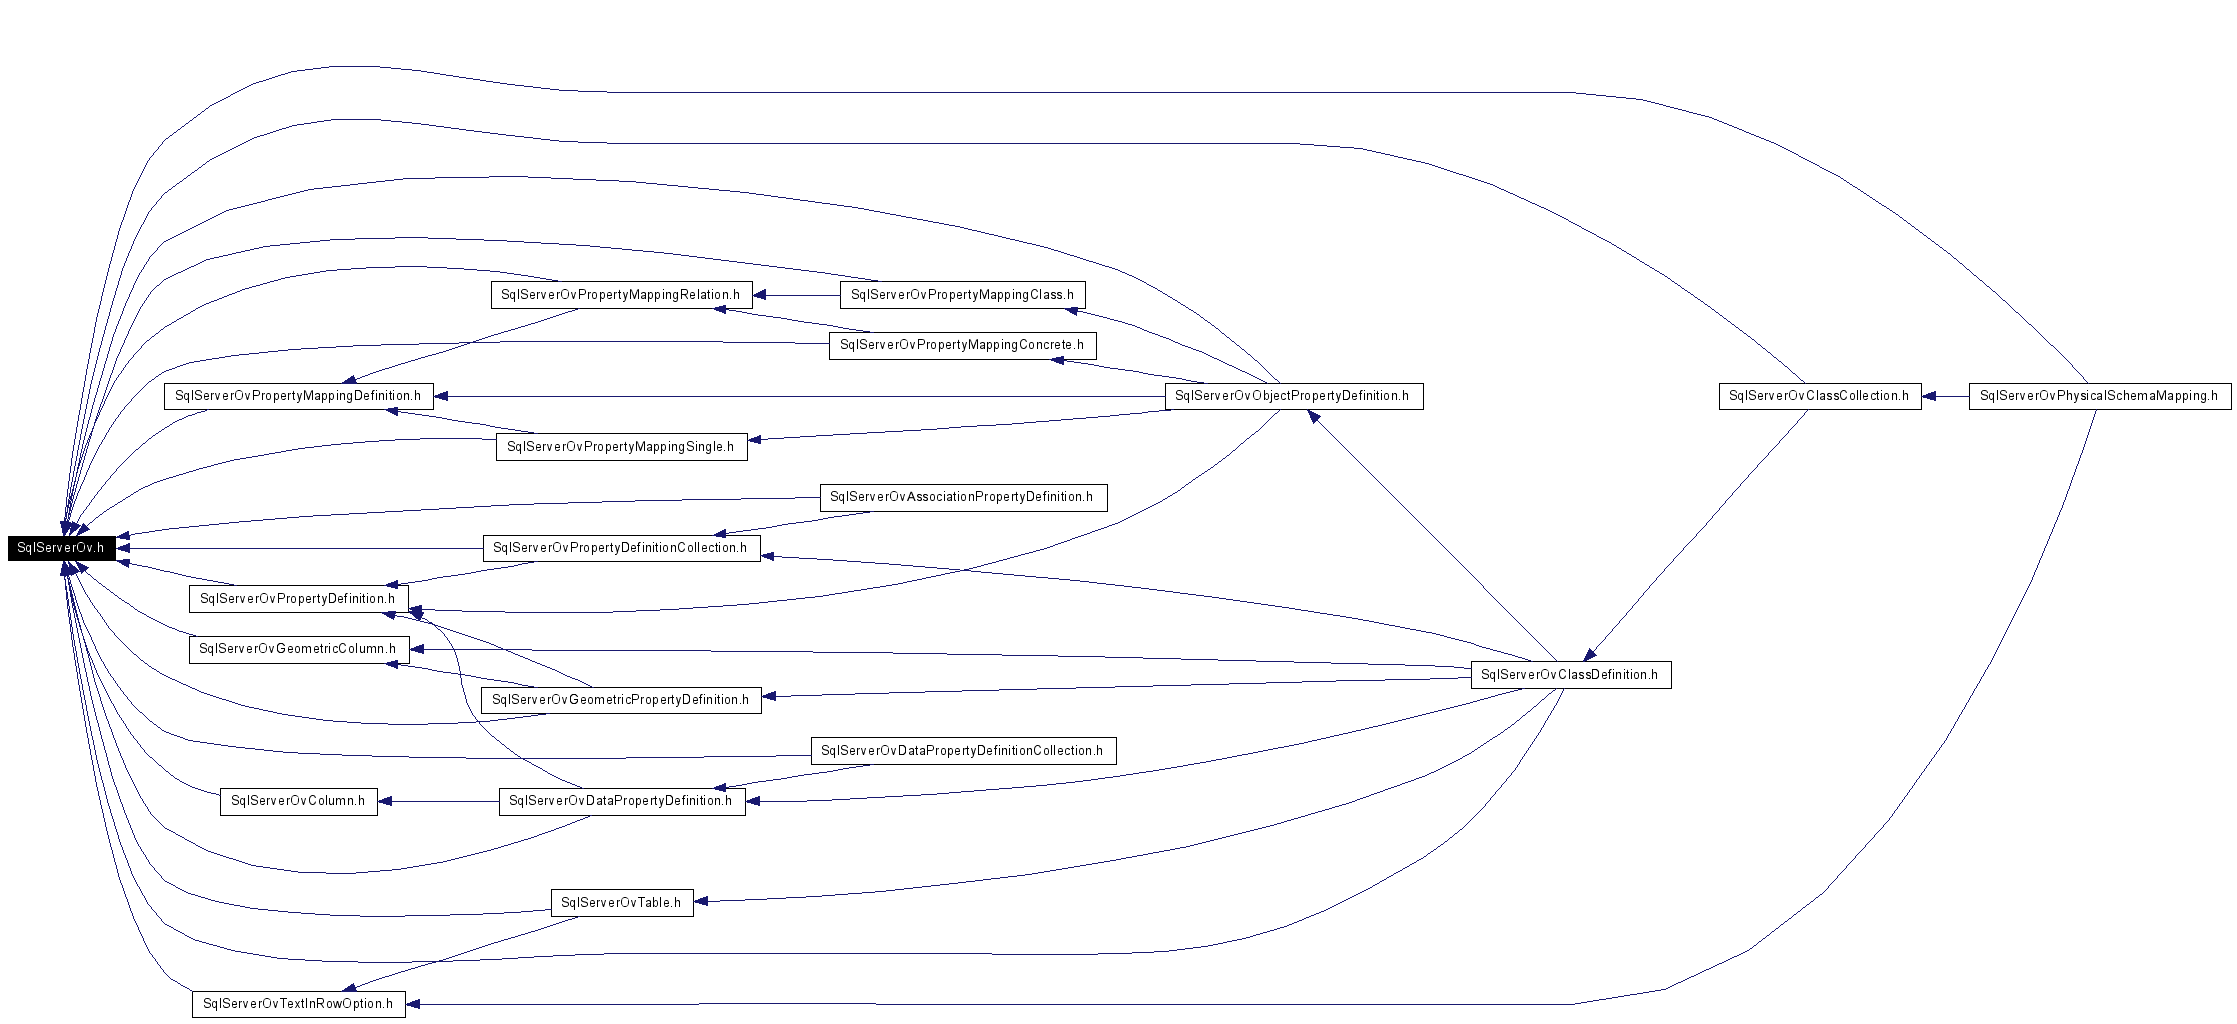 SqlServerOvPropertyMappingRelation.h
SqlServerOvPropertyMappingClass.h
SqlServerOvPropertyMappingConcrete.h
SqlServerOvPropertyMappingDefinition.h
SqlServerOvObjectPropertyDefinition.h
SqlServerOvClassCollection.h
SqlServerOvPhysicalSchemaMapping.h
SqlServerOvPropertyMappingSingle.h
SqlServerOvAssociationPropertyDefinition.h
SqlServerOv.h
SqlServerOvPropertyDefinitionCollection.h
SqlServerOvPropertyDefinition.h
SqlServerOvGeometricColumn.h
SqlServerOvClassDefinition.h
SqlServerOvGeometricPropertyDefinition.h
SqlServerOvDataPropertyDefinitionCollection.h
SqlServerOvColumn.h
SqlServerOvDataPropertyDefinition.h
SqlServerOvTable.h
SqlServerOvTextInRowOption.h